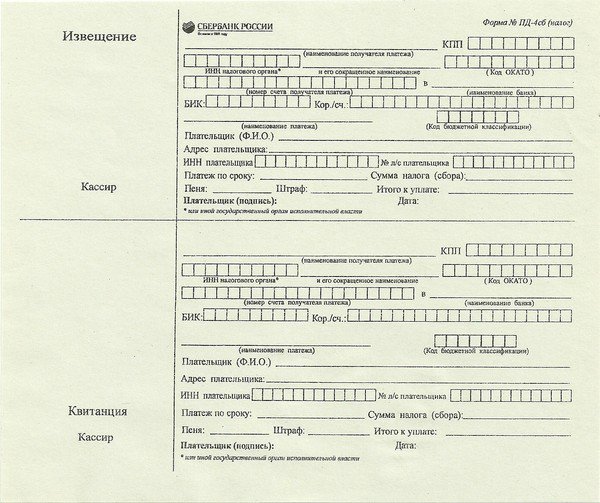 Извещение
СБЕРБАНК РОССИИ
Форма № ПД-4сб (налог)
КПП
(наименование получателя платежа)
ИНН налогового органа* и его сокращенное наименование (Код ОКАТО)
в
(номер счета получателя платежа) (наименование банка)
БИК: Кор./сч.:
(наименование платежа) (Код бюджетной классификации)
Плательщик (Ф.И.О.)
Адрес плательщика:
ИНН плательщика № л/с плательщика
Платеж по сроку: Сумма налога (сбора):
Пеня: Штраф: Итого к уплате:
Плательщик (подпись): Дата:
* или иной государственный орган исполнительной власти
Кассир
КПП
(наименование получателя платежа)
ИНН налогового органа* и его сокращенное наименование (Код ОКАТО)
в
(номер счета получателя платежа) (наименование банка)
БИК: Кор./сч.:
(наименование платежа) (Код бюджетной классификации)
Плательщик (Ф.И.О.)
Адрес плательщика:
ИНН плательщика № л/с плательщика
Платеж по сроку: Сумма налога (сбора):
Пеня: Штраф: Итого к уплате:
Плательщик (подпись): Дата:
* или иной государственный орган исполнительной власти
Квитанция
Кассир